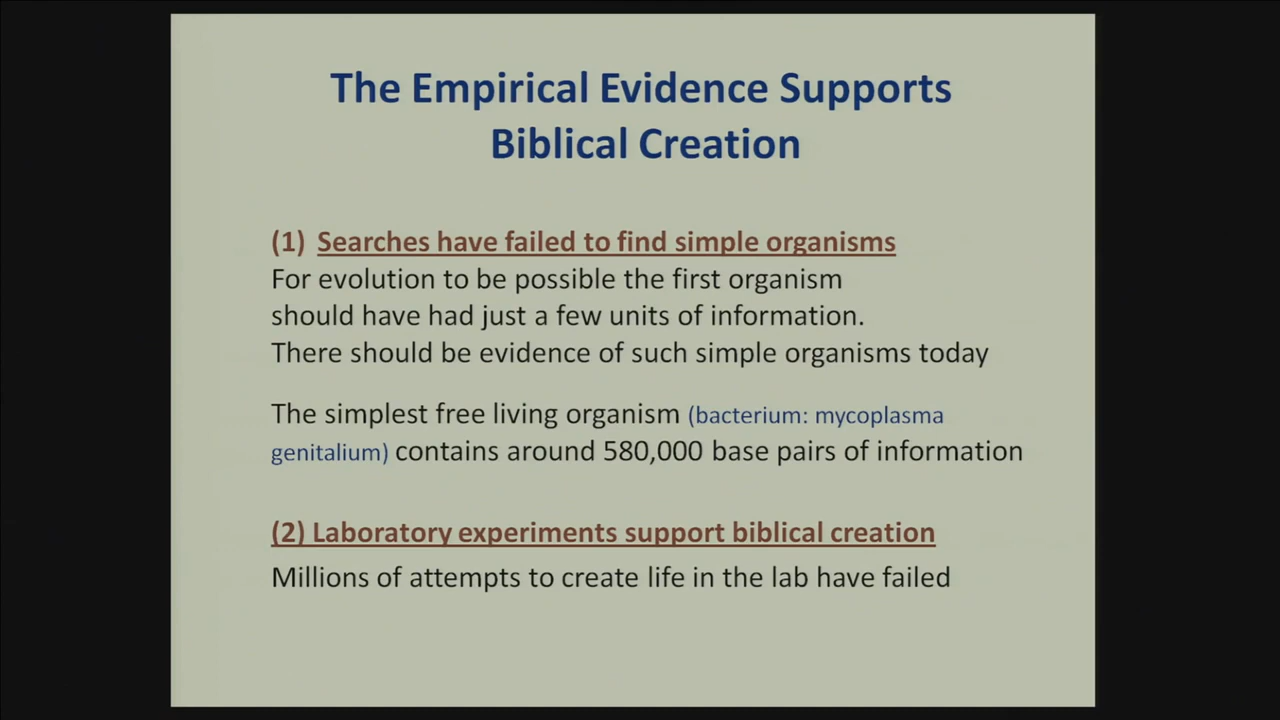 The Empirical Evidence Supports
Biblical Creation
(1) Searches have failed to find simple organisms
For evolution to be possible the first organism
should have had just a few units of information.
There should be evidence of such simple organisms today
The simplest free living organism (bacterium: mycoplasma
genitalium) contains around 580,000 base pairs of information
(2) Laboratory experiments support biblical creation
Millions of attempts to create life in the lab have failed